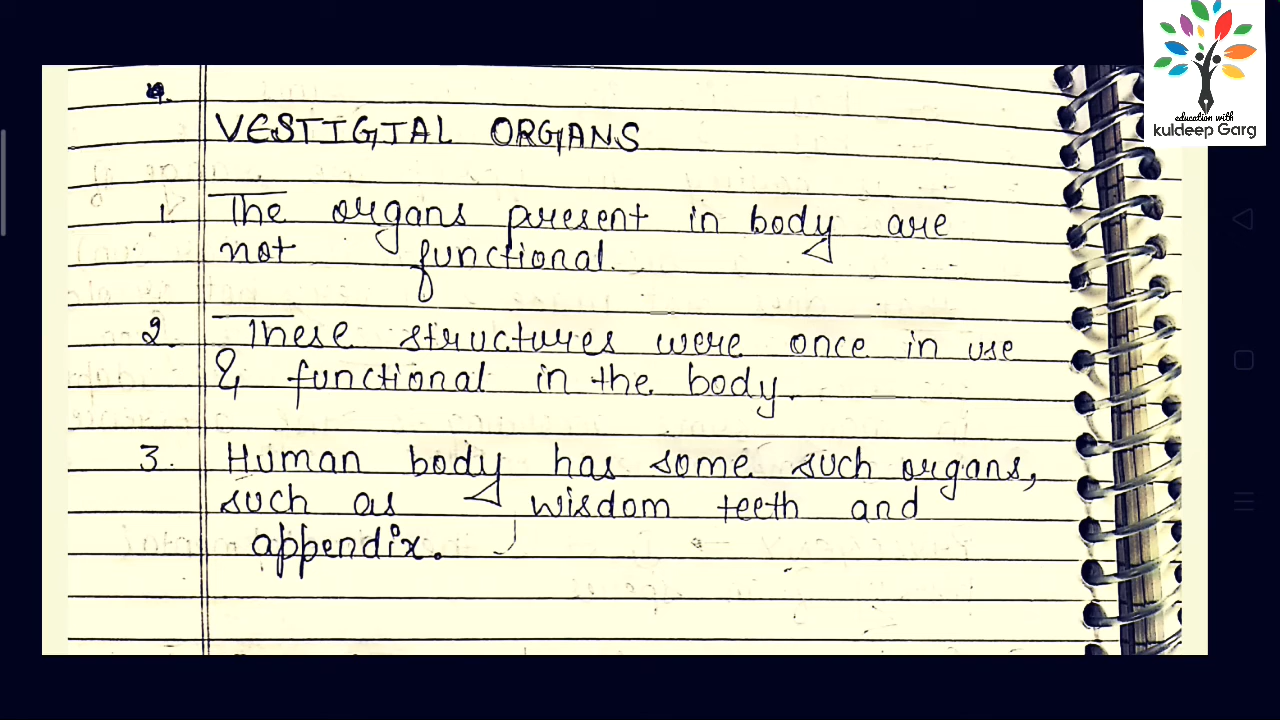 education with
kuldeep Garg
VESTIGIAL ORGANS
1. The organs present in body are
not functional.
2. These structures were once in use
& functional in the body.
3. Human body has some such organs,
such as wisdom teeth and
appendix.